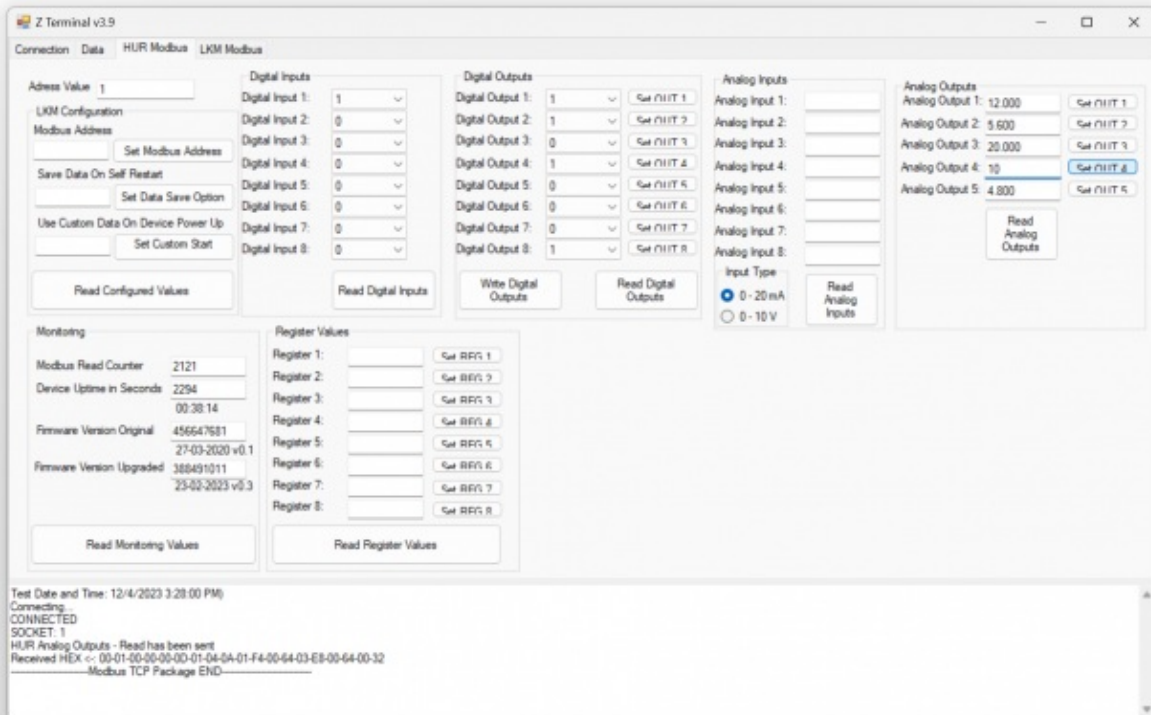 Z Terminal v3.9
Connection Data HUR Modbus LKM Modbus
Adress Value 1
LKM Configuration
Modbus Address
Set Modbus Address
Save Data On Self Restart
Set Data Save Option
Use Custom Data On Device Power Up
Set Custom Start
Read Configured Values
Digital Inputs
Digital Input 1: 1
Digital Input 2: 0
Digital Input 3: 0
Digital Input 4: 0
Digital Input 5: 0
Digital Input 6: 0
Digital Input 7: 0
Digital Input 8: 0
Read Digital Inputs
Digital Outputs
Digital Output 1: 1 Set OUT 1
Digital Output 2: 1 Set OUT 2
Digital Output 3: 0 Set OUT 3
Digital Output 4: 1 Set OUT 4
Digital Output 5: 0 Set OUT 5
Digital Output 6: 0 Set OUT 6
Digital Output 7: 0 Set OUT 7
Digital Output 8: 1 Set OUT 8
Write Digital
Outputs
Read Digital
Outputs
Analog Inputs
Analog Input 1:
Analog Input 2:
Analog Input 3:
Analog Input 4:
Analog Input 5:
Analog Input 6:
Analog Input 7:
Analog Input 8:
Input Type
0 - 20 mA
0 - 10 V
Read
Analog
Inputs
Analog Outputs
Analog Output 1: 12.000 Set OUT 1
Analog Output 2: 5.600 Set OUT 2
Analog Output 3: 20.000 Set OUT 3
Analog Output 4: 10 Set OUT 4
Analog Output 5: 4.800 Set OUT 5
Read
Analog
Outputs
Monitoring
Modbus Read Counter 2121
Device Uptime in Seconds 2294
00:38:14
Firmware Version Original 456647681
27-03-2020 v0.1
Firmware Version Upgraded 388491011
23-02-2023 v0.3
Read Monitoring Values
Register Values
Register 1: Set REG 1
Register 2: Set REG 2
Register 3: Set REG 3
Register 4: Set REG 4
Register 5: Set REG 5
Register 6: Set REG 6
Register 7: Set REG 7
Register 8: Set REG 8
Read Register Values
Test Date and Time: 12/4/2023 3:28:00 PM)
Connecting...
CONNECTED
SOCKET: 1
HUR Analog Outputs - Read has been sent
Received HEX <-: 00-01-00-00-00-0D-01-04-0A-01-F4-00-64-03-E8-00-64-00-32
--------------------Modbus TCP Package END-----------------------